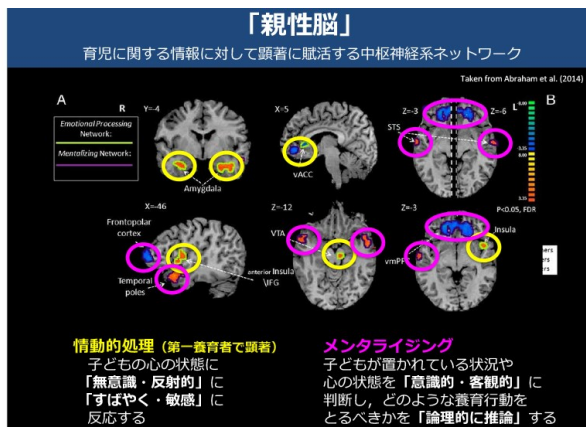 「親性脳」
育児に関する情報に対して顕著に賦活する中枢神経系ネットワーク
Taken from Abraham et al. (2014)
A
R
Y=-4
X=5
Z=-3
Z=-6
L
B
Emotional Processing
Network:
Mentalizing Network:
STS
Amygdala
vACC
P<0.05, FDR
X=-46
Z=-12
Z=-3
Frontopolar
cortex
VTA
Insula
anterior Insula
\IFG
vmPF
Temporal
poles
情動的処理（第一養育者で顕著）
子どもの心の状態に
「無意識・反射的」に
「すばやく・敏感」に
反応する
メンタライジング
子どもが置かれている状況や
心の状態を「意識的・客観的」に
判断し，どのような養育行動を
とるべきかを「論理的に推論」する